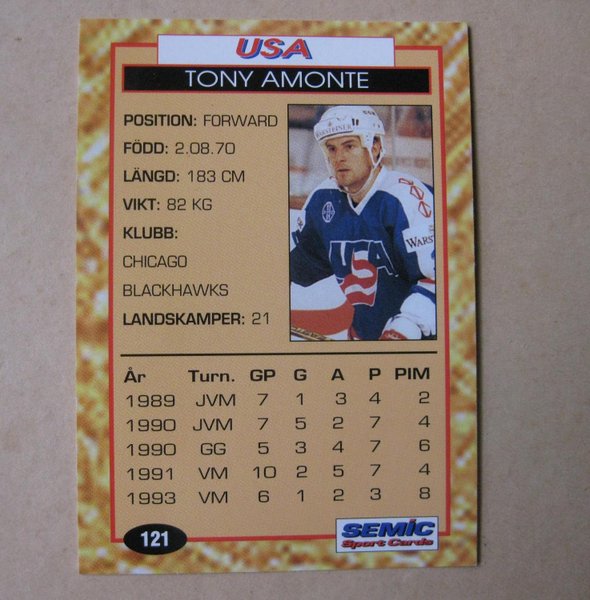 USA
TONY AMONTE
POSITION: FORWARD
FÖDD: 2.08.70
LÄNGD: 183 CM
VIKT: 82 KG
KLUBB:
CHICAGO
BLACKHAWKS
LANDSKAMPER: 21
WARSTEINER
USA
År Turn. GP G A P PIM
1989 JVM 7 1 3 4 2
1990 JVM 7 5 2 7 4
1990 GG 5 3 4 7 6
1991 VM 10 2 5 7 4
1993 VM 6 1 2 3 8
121
SEMIC
Sport Cards